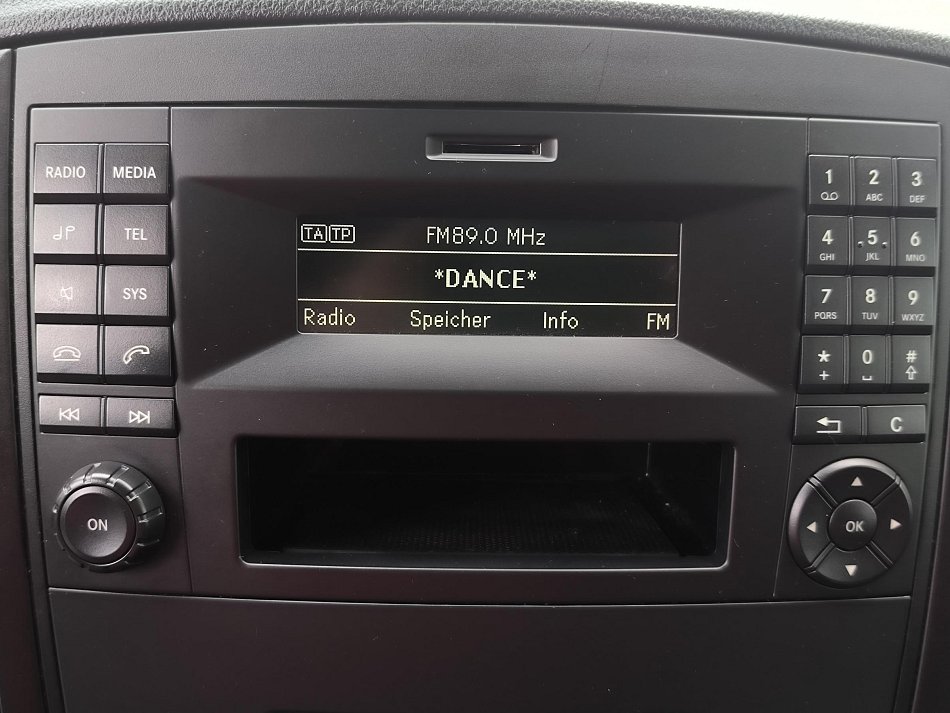 RADIO MEDIA
TEL
SYS
ON
TA TP FM89.0 MHz
*DANCE*
Radio Speicher Info FM
1 2 ABC 3 DEF
4 GHI .5. JKL 6 MNO
7 PQRS 8 TUV 9 WXYZ
* + 0 #
C
OK